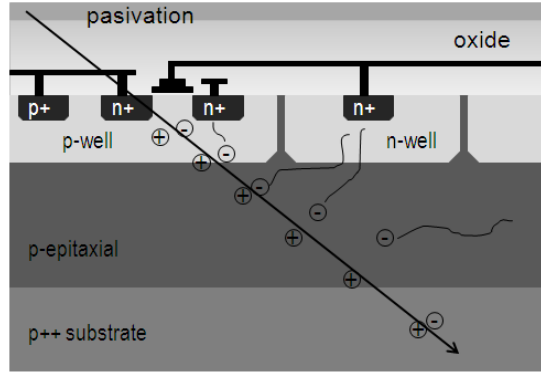 pasivation
oxide
p+ n+ n+ n+
p-well n-well
p-epitaxial
p++ substrate